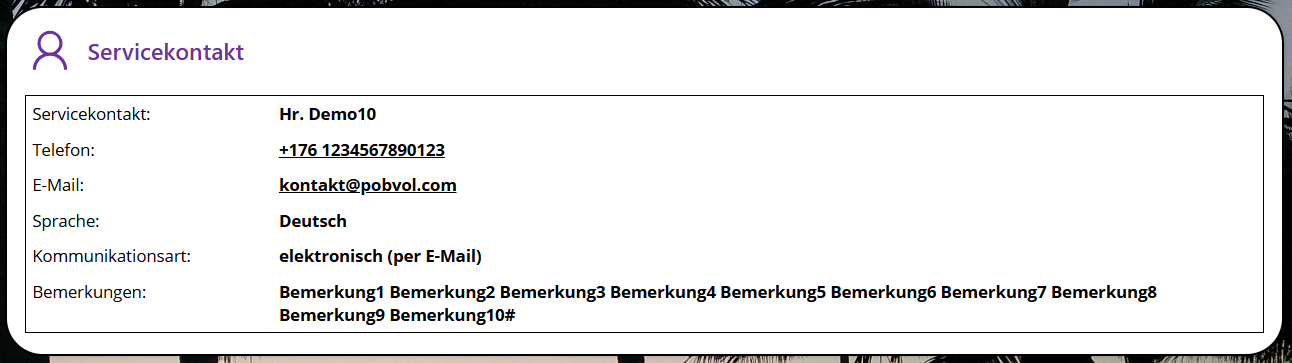 Servicekontakt
Servicekontakt: Hr. Demo10
Telefon: +176 1234567890123
E-Mail: kontakt@pobvol.com
Sprache: Deutsch
Kommunikationsart: elektronisch (per E-Mail)
Bemerkungen: Bemerkung1 Bemerkung2 Bemerkung3 Bemerkung4 Bemerkung5 Bemerkung6 Bemerkung7 Bemerkung8
Bemerkung9 Bemerkung10#